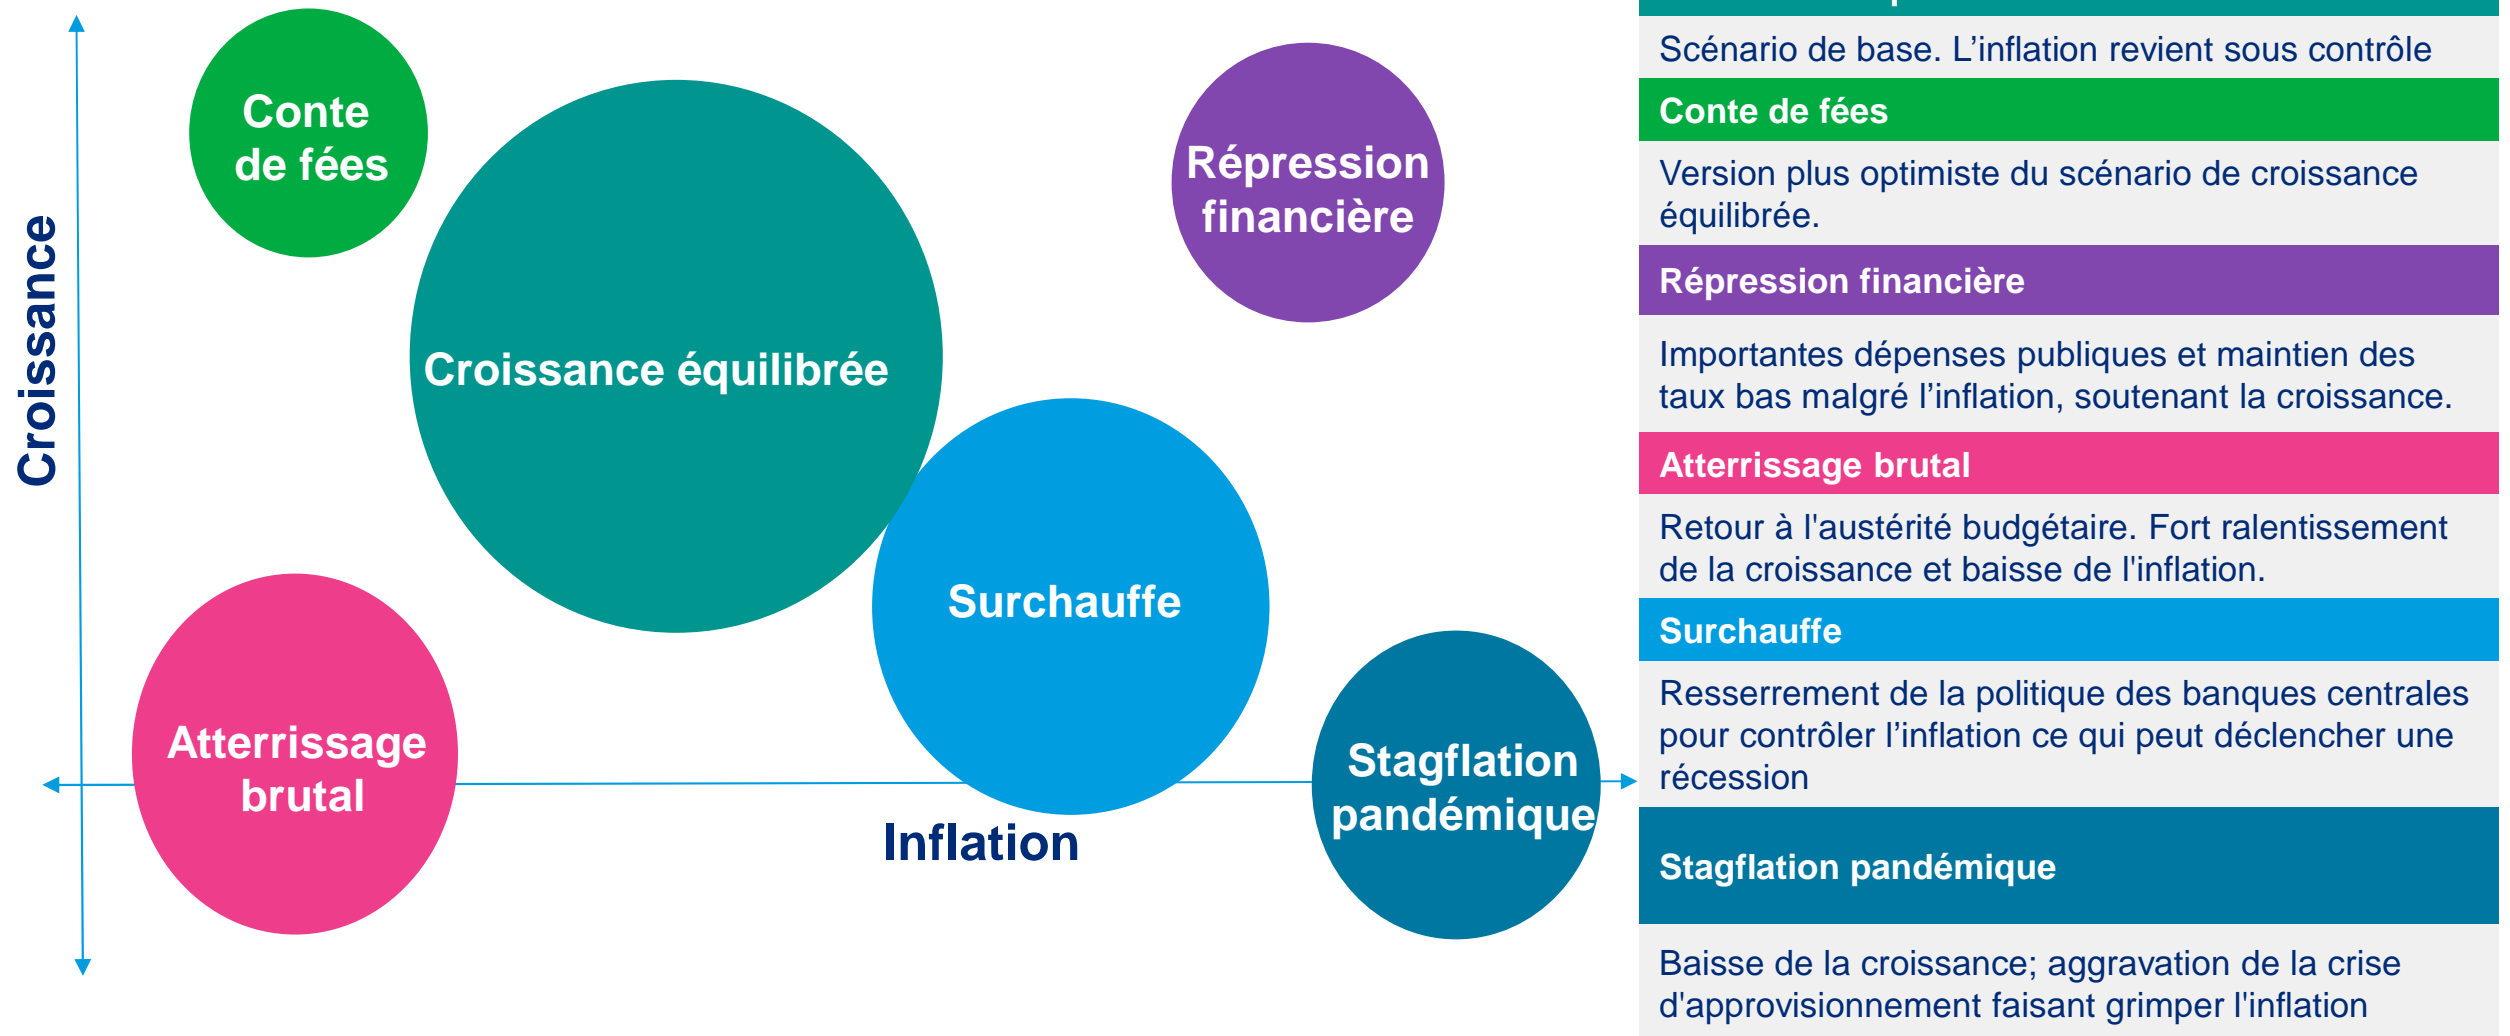 Croissance
Conte
de fées
Croissance équilibrée
Répression
financière
Surchauffe
Atterrissage
brutal
Stagflation
pandémique
Inflation
Scénario de base. L’inflation revient sous contrôle
Conte de fées
Version plus optimiste du scénario de croissance
équilibrée.
Répression financière
Importantes dépenses publiques et maintien des
taux bas malgré l’inflation, soutenant la croissance.
Atterrissage brutal
Retour à l'austérité budgétaire. Fort ralentissement
de la croissance et baisse de l'inflation.
Surchauffe
Resserrement de la politique des banques centrales
pour contrôler l’inflation ce qui peut déclencher une
récession
Stagflation pandémique
Baisse de la croissance; aggravation de la crise
d'approvisionnement faisant grimper l'inflation